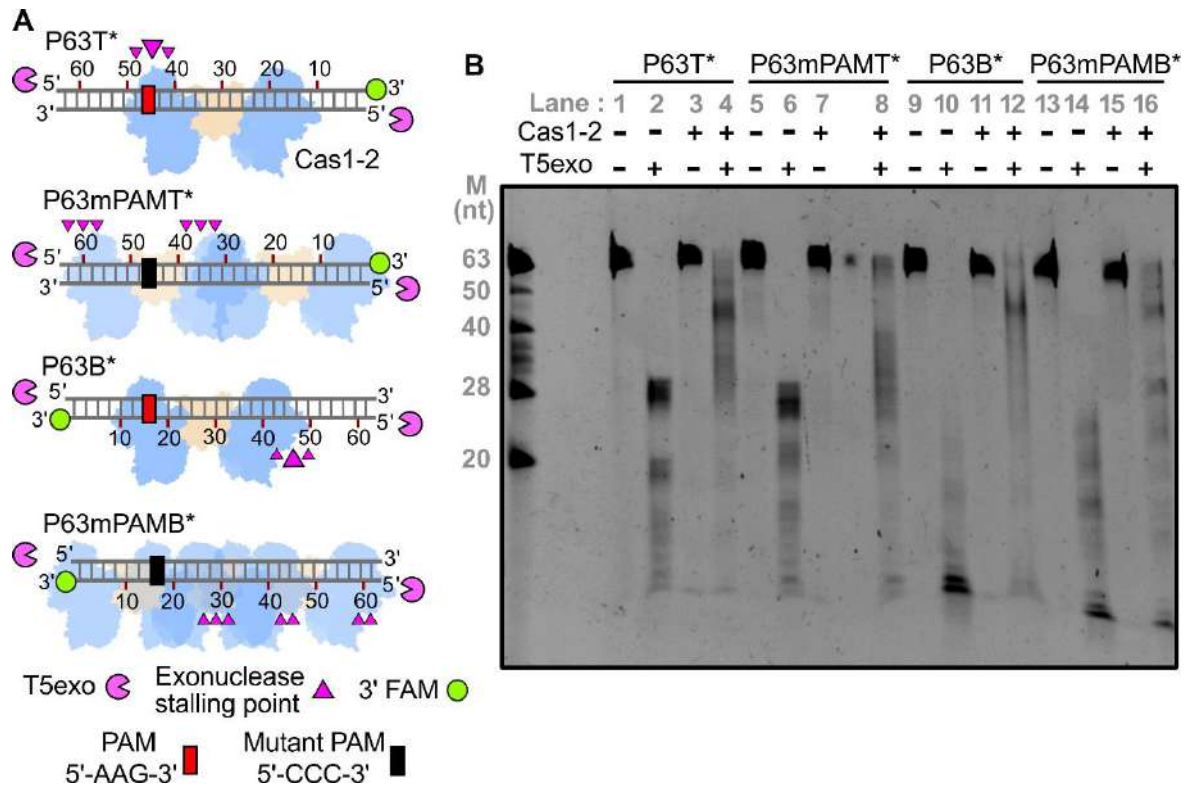 A
P63T*
5' 60 50 40 30 20 10 3'
3' 5'
Cas1-2
P63mPAMT*
60 50 40 30 20 10
5' 3'
3' 5'
P63B*
5' 3'
3' 5'
10 20 30 40 50 60
P63mPAMB*
5' 3'
3' 5'
10 20 30 40 50 60
T5exo
Exonuclease
stalling point
3' FAM
PAM
5'-AAG-3'
Mutant PAM
5'-CCC-3'
B
P63T* P63mPAMT* P63B* P63mPAMB*
Lane : 1 2 3 4 5 6 7 8 9 10 11 12 13 14 15 16
Cas1-2 - - + + - - + + - - + + - - + +
T5exo - + - + - + - + - + - + - + - +
M
(nt)
63
50
40
28
20